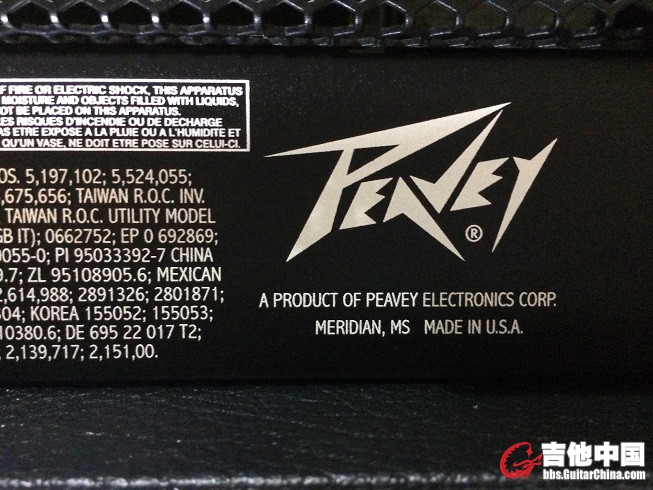 F FIRE OR ELECTRIC SHOCK, THIS APPARATUS
MOISTURE AND OBJECTS FILLED WITH LIQUIDS,
OT BE PLACED ON THIS APPARATUS.
RES RISQUES D'INCENDIE OU DE DECHARGE
AS ETRE EXPOSE A LA PLUIE OU A L'HUMIDITE ET
QU'UN VASE, NE DOIT ETRE POSE SUR CELUI-CI.
OS. 5,197,102; 5,524,055;
,675,656; TAIWAN R.O.C. INV.
TAIWAN R.O.C. UTILITY MODEL
GB IT); 0662752; EP 0 692869;
0055-0; PI 95033392-7 CHINA
9.7; ZL 95108905.6; MEXICAN
2,614,988; 2891326; 2801871;
504; KOREA 155052; 155053;
10380.6; DE 695 22 017 T2;
; 2,139,717; 2,151,00.
PEAVEY ®
A PRODUCT OF PEAVEY ELECTRONICS CORP.
MERIDIAN, MS MADE IN U.S.A.
吉他中国
bbs.GuitarChina.com